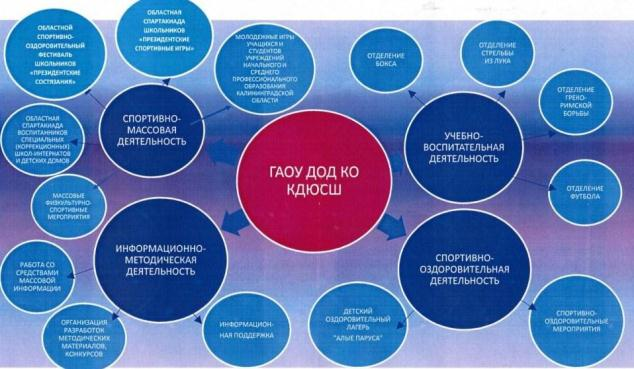 ОБЛАСТНОЙ
СПОРТИВНО-
ОЗДОРОВИТЕЛЬНЫЙ
ФЕСТИВАЛЬ
ШКОЛЬНИКОВ
«ПРЕЗИДЕНТСКИЕ
СОСТЯЗАНИЯ»
ОБЛАСТНАЯ
СПАРТАКИАДА
ШКОЛЬНИКОВ
«ПРЕЗИДЕНТСКИЕ
СПОРТИВНЫЕ ИГРЫ»
МОЛОДЕЖНЫЕ ИГРЫ
УЧАЩИХСЯ И
СТУДЕНТОВ
УЧРЕЖДЕНИЙ
НАЧАЛЬНОГО И
СРЕДНЕГО
ПРОФЕССИОНАЛЬНОГО
ОБРАЗОВАНИЯ
КАЛИНИНГРАДСКОЙ
ОБЛАСТИ
ОБЛАСТНАЯ
СПАРТАКИАДА
ВОСПИТАННИКОВ
СПЕЦИАЛЬНЫХ
(КОРРЕКЦИОННЫХ)
ШКОЛ-ИНТЕРНАТОВ
И ДЕТСКИХ ДОМОВ
МАССОВЫЕ
ФИЗКУЛЬТУРНО-
СПОРТИВНЫЕ
МЕРОПРИЯТИЯ
СПОРТИВНО-
МАССОВАЯ
ДЕЯТЕЛЬНОСТЬ
ГАОУ ДОД КО
КДЮСШ
ОТДЕЛЕНИЕ
БОКСА
ОТДЕЛЕНИЕ
СТРЕЛЬБЫ
ИЗ ЛУКА
ОТДЕЛЕНИЕ
ГРЕКО-
РИМСКОЙ
БОРЬБЫ
ОТДЕЛЕНИЕ
ФУТБОЛА
УЧЕБНО-
ВОСПИТАТЕЛЬНАЯ
ДЕЯТЕЛЬНОСТЬ
ИНФОРМАЦИОННО-
МЕТОДИЧЕСКАЯ
ДЕЯТЕЛЬНОСТЬ
РАБОТА СО
СРЕДСТВАМИ
МАССОВОЙ
ИНФОРМАЦИИ
ОРГАНИЗАЦИЯ
РАЗРАБОТОК
МЕТОДИЧЕСКИХ
МАТЕРИАЛОВ,
КОНКУРСОВ
ИНФОРМАЦИОН-
НАЯ ПОДДЕРЖКА
СПОРТИВНО-
ОЗДОРОВИТЕЛЬНАЯ
ДЕЯТЕЛЬНОСТЬ
ДЕТСКИЙ
ОЗДОРОВИТЕЛЬНЫЙ
ЛАГЕРЬ
"АЛЫЕ ПАРУСА"
СПОРТИВНО-
ОЗДОРОВИТЕЛЬНЫЕ
МЕРОПРИЯТИЯ